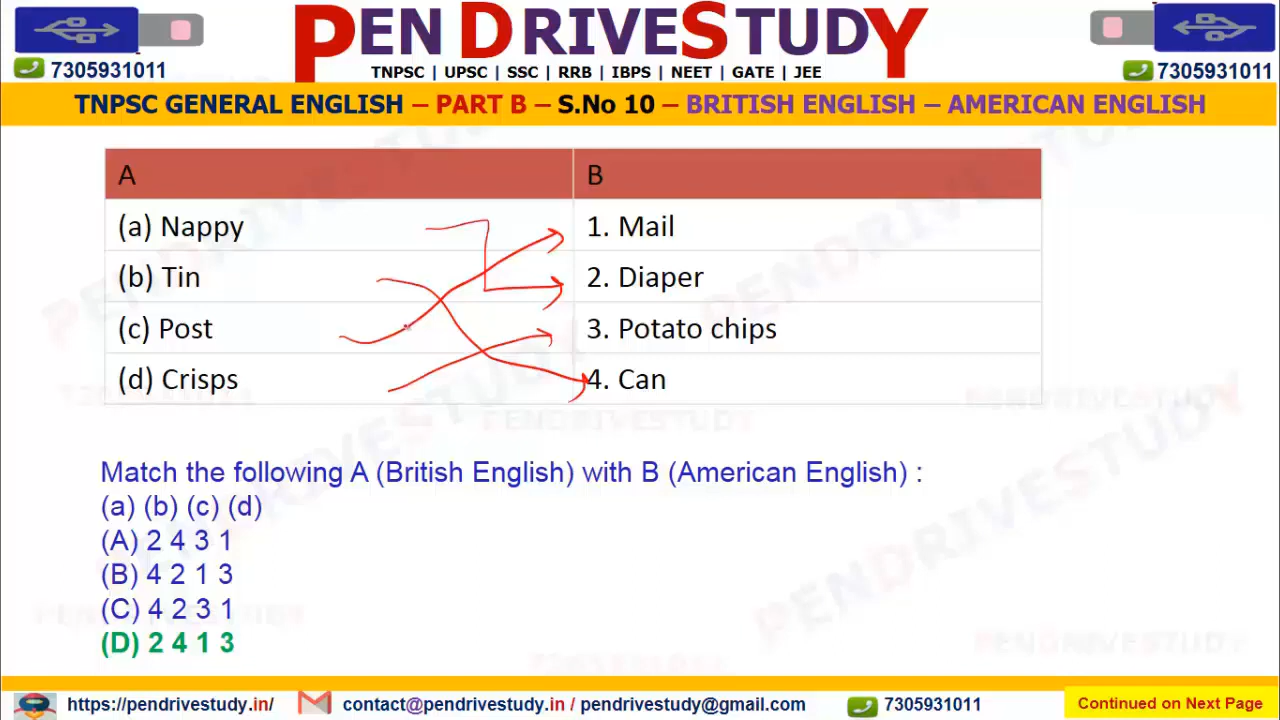 PEN DRIVESTUDY
7305931011
TNPSC | UPSC | SSC | RRB | IBPS | NEET | GATE | JEE
7305931011
TNPSC GENERAL ENGLISH – PART B – S.No 10 – BRITISH ENGLISH – AMERICAN ENGLISH
A B
(a) Nappy 1. Mail
(b) Tin 2. Diaper
(c) Post 3. Potato chips
(d) Crisps 4. Can
Match the following A (British English) with B (American English) :
(a) (b) (c) (d)
(A) 2 4 3 1
(B) 4 2 1 3
(C) 4 2 3 1
(D) 2 4 1 3
https://pendrivestudy.in/ contact@pendrivestudy.in / pendrivestudy@gmail.com 7305931011 Continued on Next Page